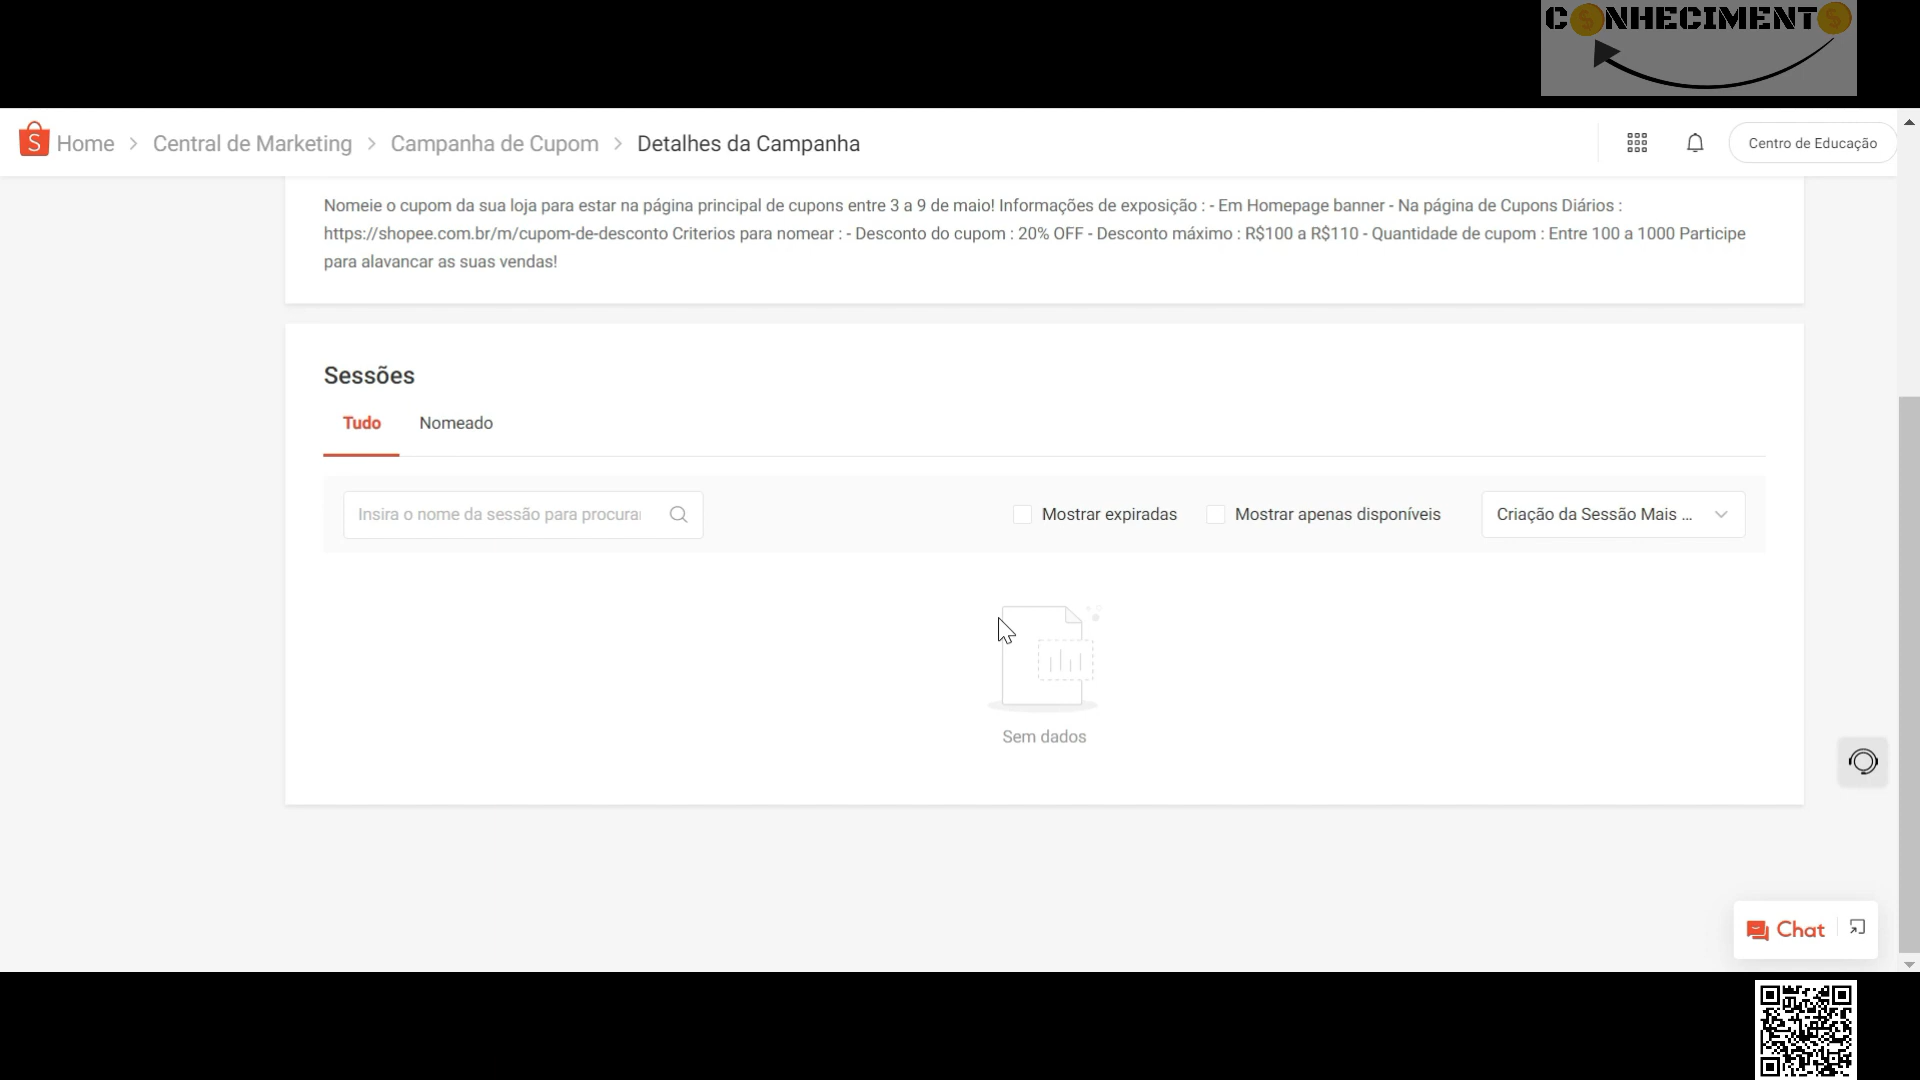 C$NHECIMENT$
Home > Central de Marketing > Campanha de Cupom > Detalhes da Campanha
Centro de Educação
Nomeie o cupom da sua loja para estar na página principal de cupons entre 3 a 9 de maio! Informações de exposição : - Em Homepage banner - Na página de Cupons Diários :
https://shopee.com.br/m/cupom-de-desconto Criterios para nomear : - Desconto do cupom : 20% OFF - Desconto máximo : R$100 a R$110 - Quantidade de cupom : Entre 100 a 1000 Participe
para alavancar as suas vendas!
Sessões
Tudo Nomeado
Insira o nome da sessão para procurar
Mostrar expiradas Mostrar apenas disponíveis Criação da Sessão Mais ...
Sem dados
Chat